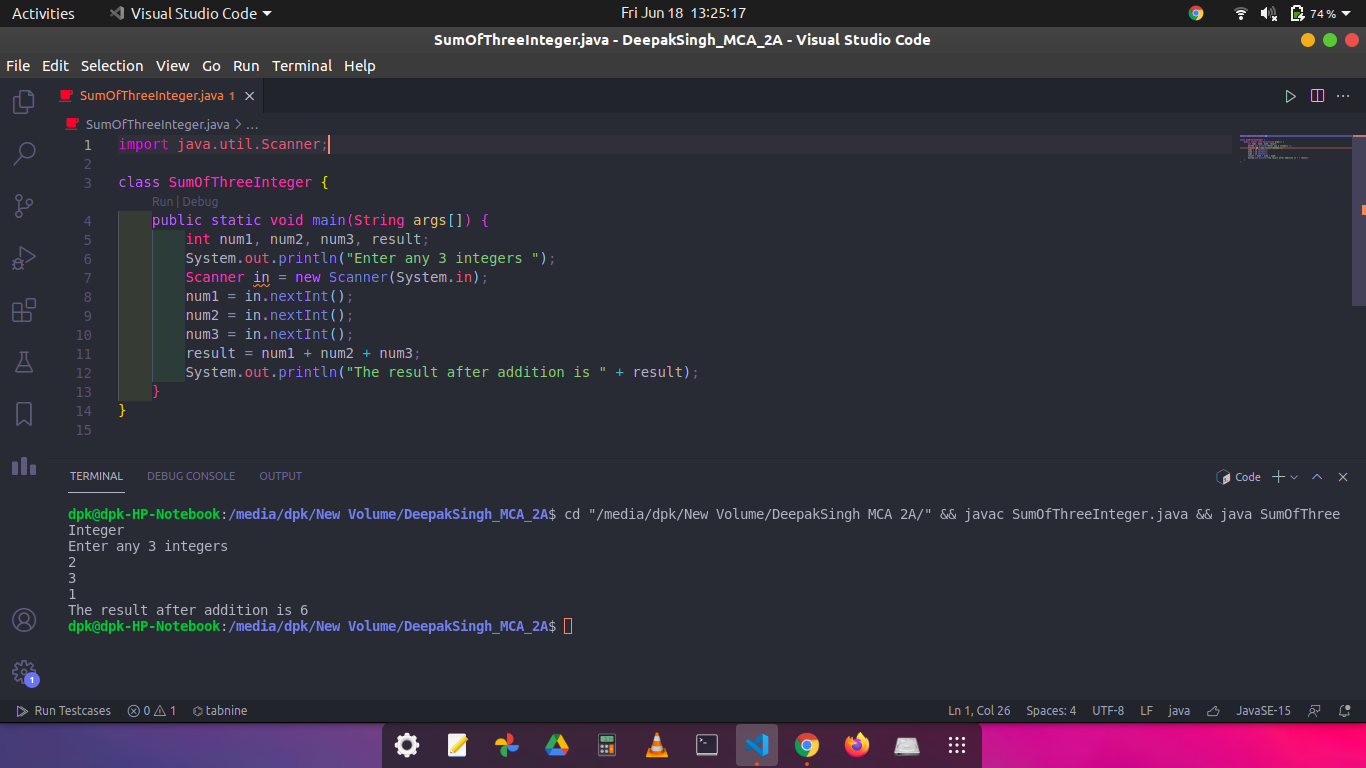 Activities Visual Studio Code Fri Jun 18 13:25:17 74 %
SumOfThreeInteger.java - DeepakSingh_MCA_2A - Visual Studio Code
File Edit Selection View Go Run Terminal Help
SumOfThreeInteger.java 1
SumOfThreeInteger.java > ...
1 import java.util.Scanner;
2
3 class SumOfThreeInteger {
Run | Debug
4 public static void main(String args[]) {
5 int num1, num2, num3, result;
6 System.out.println("Enter any 3 integers ");
7 Scanner in = new Scanner(System.in);
8 num1 = in.nextInt();
9 num2 = in.nextInt();
10 num3 = in.nextInt();
11 result = num1 + num2 + num3;
12 System.out.println("The result after addition is " + result);
13 }
14 }
15
TERMINAL DEBUG CONSOLE OUTPUT Code
dpk@dpk-HP-Notebook:/media/dpk/New Volume/DeepakSingh_MCA_2A$ cd "/media/dpk/New Volume/DeepakSingh MCA 2A/" && javac SumOfThreeInteger.java && java SumOfThree
Integer
Enter any 3 integers
2
3
1
The result after addition is 6
dpk@dpk-HP-Notebook:/media/dpk/New Volume/DeepakSingh_MCA_2A$
1
Run Testcases 0 1 tabnine Ln 1, Col 26 Spaces: 4 UTF-8 LF java JavaSE-15